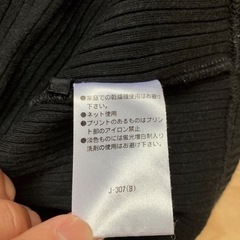 ●家庭での乾燥機使用はお避け
下さい。
●ネット使用
●プリントのあるものはプリン
ト部のアイロン禁止。
●淡色ものには蛍光増白剤入り
洗剤の使用はお避け下さい。
J-307(B)